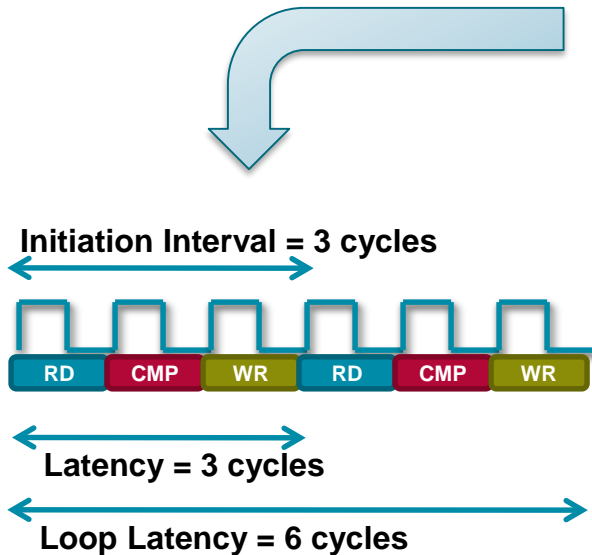 Initiation Interval = 3 cycles
RD CMP WR RD CMP WR
Latency = 3 cycles
Loop Latency = 6 cycles